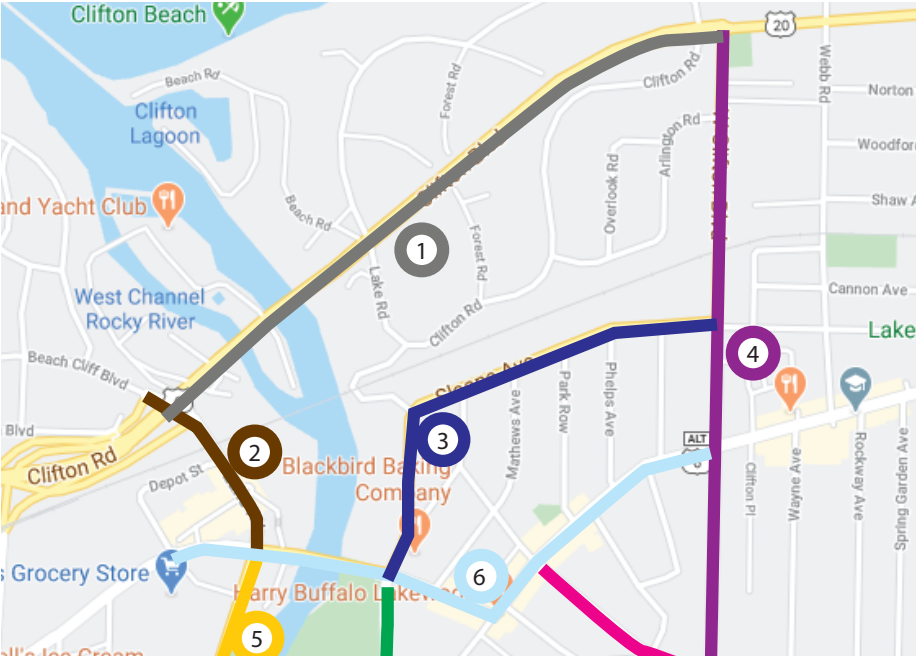 Clifton Beach
20
Beach Rd
Forest Rd
Clifton Rd
Webb Rd
Norton
Clifton
Lagoon
Arlington Rd
Woodfor
Overlook Rd
and Yacht Club
Shaw A
Beach Rd
1
Forest Rd
Lake Rd
Cannon Ave
West Channel
Rocky River
Clifton Rd
Lake
4
Beach Cliff Blvd
Sloane Ave
Mathews Ave
Park Row
Phelps Ave
Blvd
Clifton Rd
2
3
ALT
6
Depot St
Blackbird Baking
Company
Clifton Pl
Wayne Ave
Rockway Ave
Spring Garden Ave
s Grocery Store
Harry Buffalo Lakewo
6
5
ell's Ice Cream